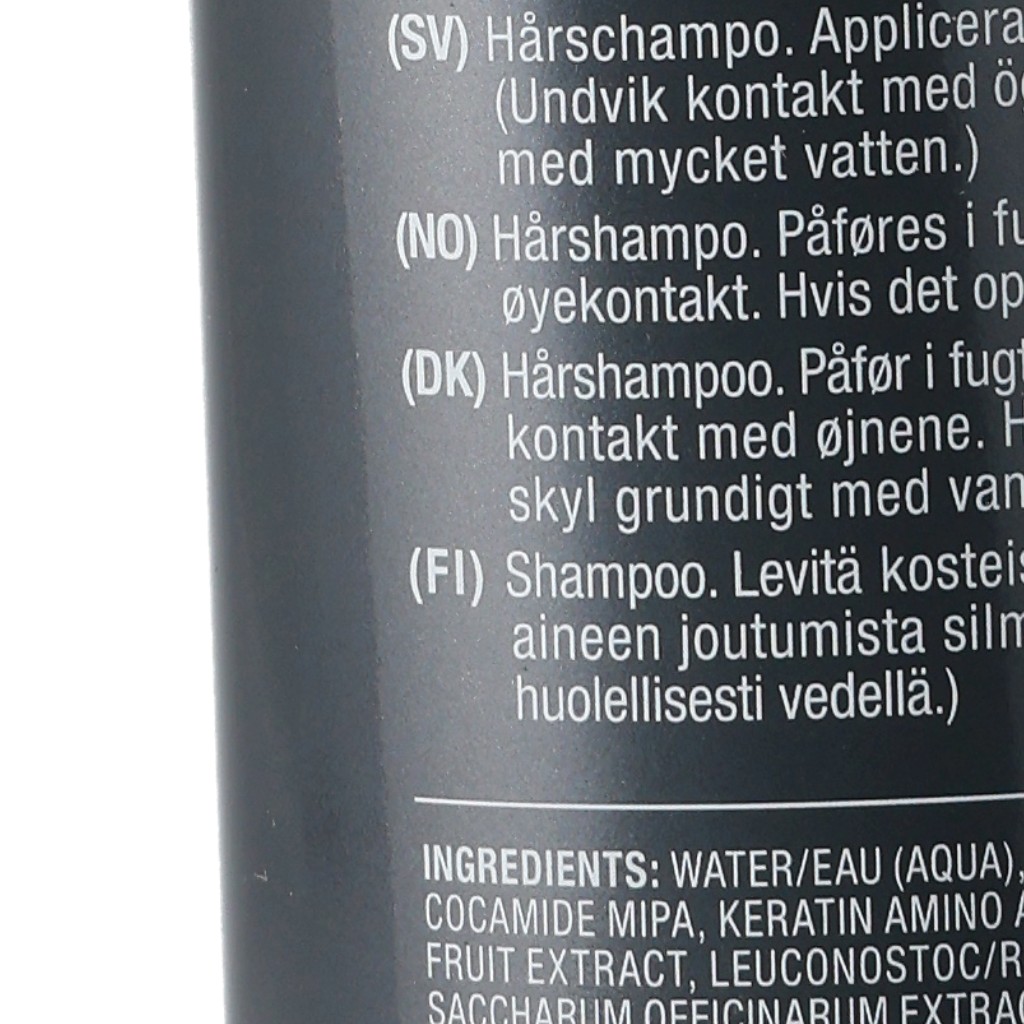 (SV) Hårschampo. Applicera
(Undvik kontakt med
med mycket vatten.)
(NO) Hårshampo. Påføres i
øyekontakt. Hvis det
(DK) Hårshampoo. Påfør i
kontakt med øjnene.
skyl grundigt med
(FI) Shampoo. Levitä
aineen joutumista
huolellisesti vedellä.)
INGREDIENTS: WATER/EAU (AQUA),
COCAMIDE MIPA, KERATIN AMINO
FRUIT EXTRACT, LEUCONOSTOC/
SACCHARUM OFFICINARUM